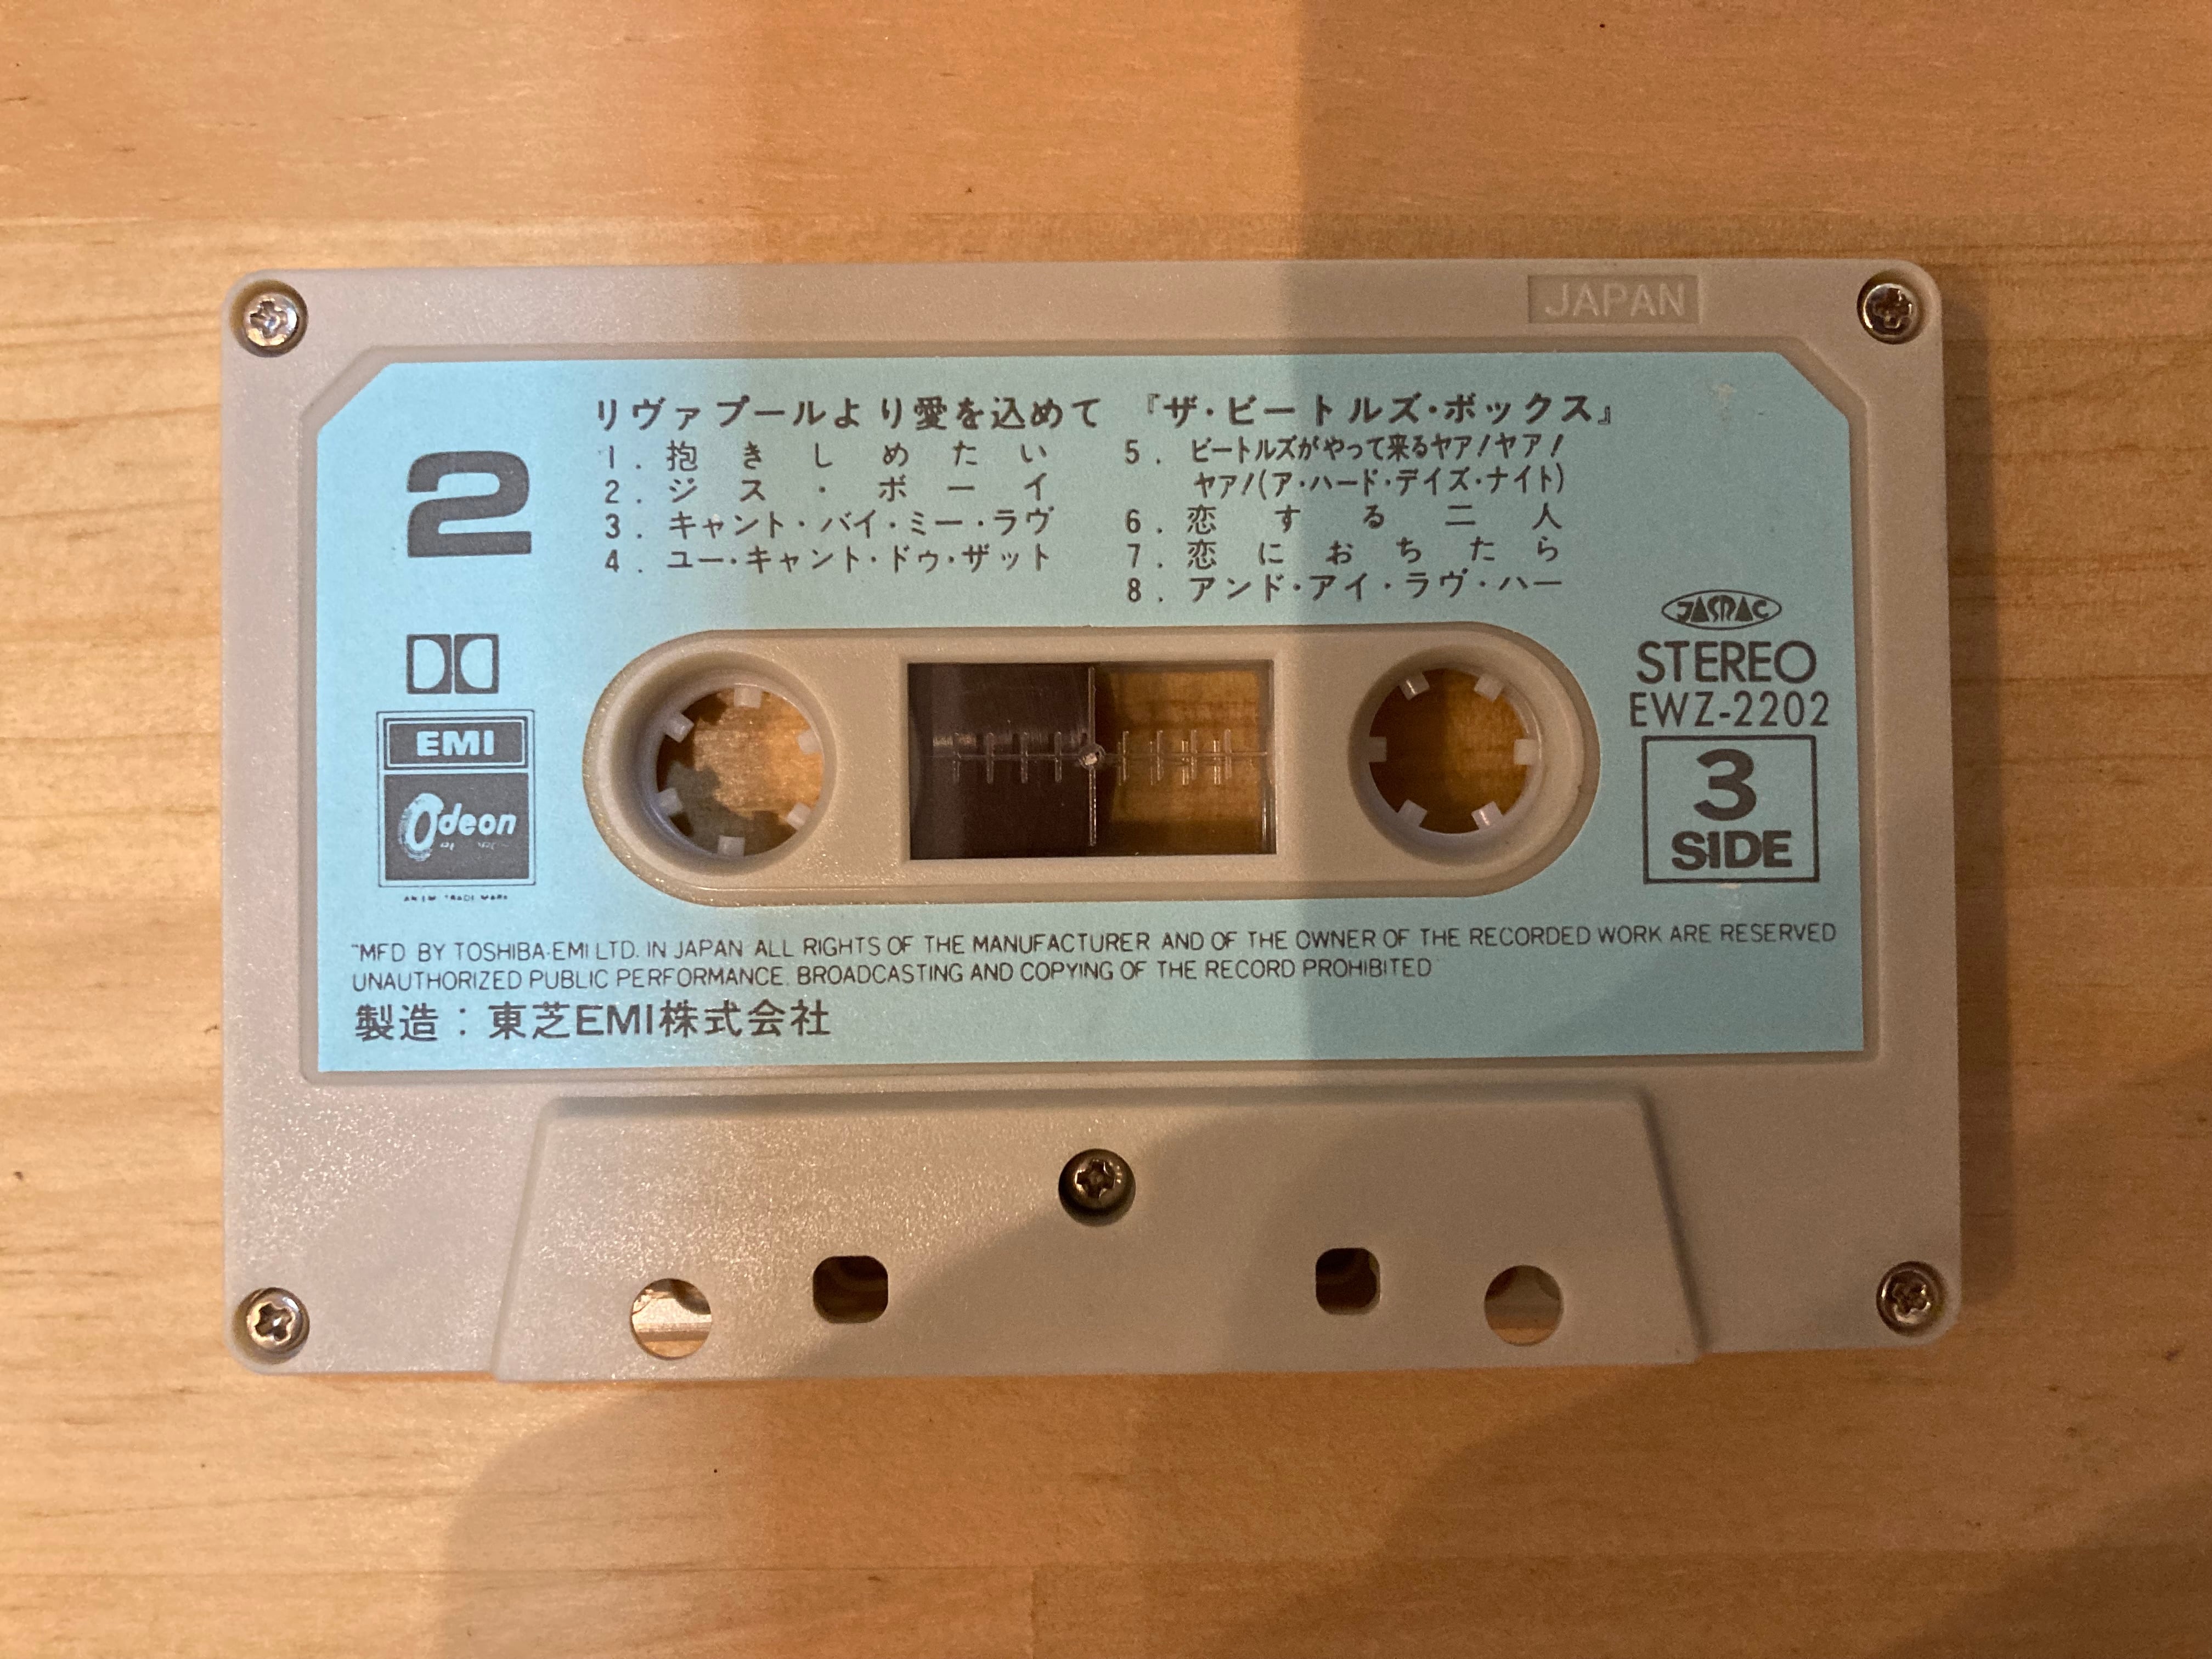 JAPAN
リヴァプールより愛を込めて 『ザ・ビートルズ・ボックス』
2
1. 抱きしめたい
2. ジス・ボーイ
3. キャント・バイ・ミー・ラヴ
4. ユー・キャント・ドゥ・ザット
5. ビートルズがやって来るヤア!ヤア!
ヤア!(ア・ハード・デイズ・ナイト)
6. 恋する二人
7. 恋におちたら
8. アンド・アイ・ラヴ・ハー
EMI
Odeon
AN EMI TRADE MARK
JASRAC
STEREO
EWZ-2202
3
SIDE
"MFD BY TOSHIBA-EMI LTD. IN JAPAN ALL RIGHTS OF THE MANUFACTURER AND OF THE OWNER OF THE RECORDED WORK ARE RESERVED
UNAUTHORIZED PUBLIC PERFORMANCE. BROADCASTING AND COPYING OF THE RECORD PROHIBITED
製造：東芝EMI株式会社